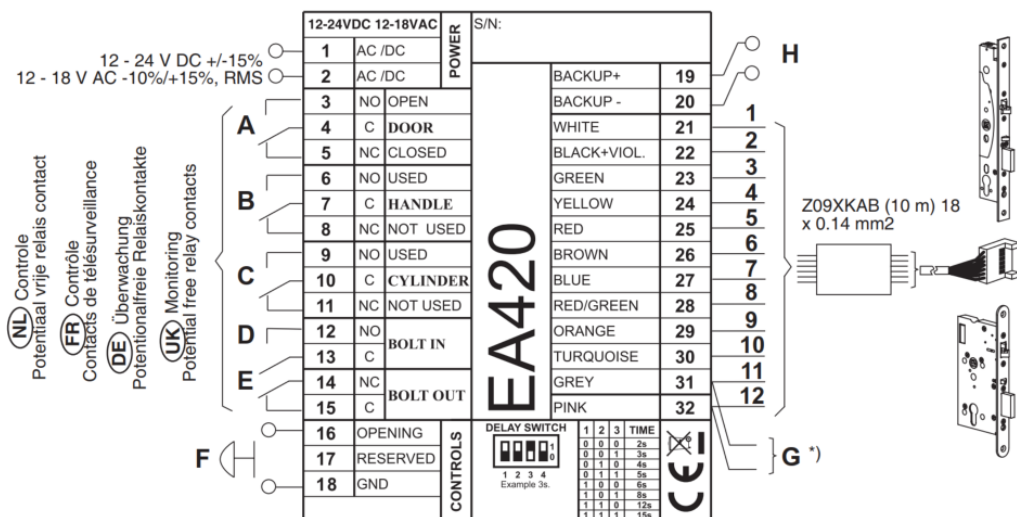 12-24VDC 12-18VAC
POWER
S/N:
12 - 24 V DC +/-15%
12 - 18 V AC -10%/+15%, RMS
1 AC /DC
2 AC /DC
3 NO OPEN
4 C DOOR
5 NC CLOSED
6 NO USED
7 C HANDLE
8 NC NOT USED
9 NO USED
10 C CYLINDER
11 NC NOT USED
12 NO
BOLT IN
13 C
14 NC
BOLT OUT
15 C
16 OPENING
17 RESERVED
18 GND
CONTROLS
A
B
C
D
E
F
NL Controle
Potentiaal vrije relais contact
FR Contrôle
Contacts de télésurveillance
DE Überwachung
Potentionalfreie Relaiskontakte
UK Monitoring
Potential free relay contacts
EA420
BACKUP+ 19
BACKUP - 20
WHITE 21
BLACK+VIOL. 22
GREEN 23
YELLOW 24
RED 25
BROWN 26
BLUE 27
RED/GREEN 28
ORANGE 29
TURQUOISE 30
GREY 31
PINK 32
H
1
2
3
4
5
6
7
8
9
10
11
12
G *)
Z09XKAB (10 m) 18
x 0.14 mm2
DELAY SWITCH
1
0
1 2 3 4
Example 3s.
1 2 3 TIME
0 0 0 2s
0 0 1 3s
0 1 0 4s
0 1 1 5s
1 0 0 6s
1 0 1 8s
1 1 0 12s
1 1 1 15s
CE